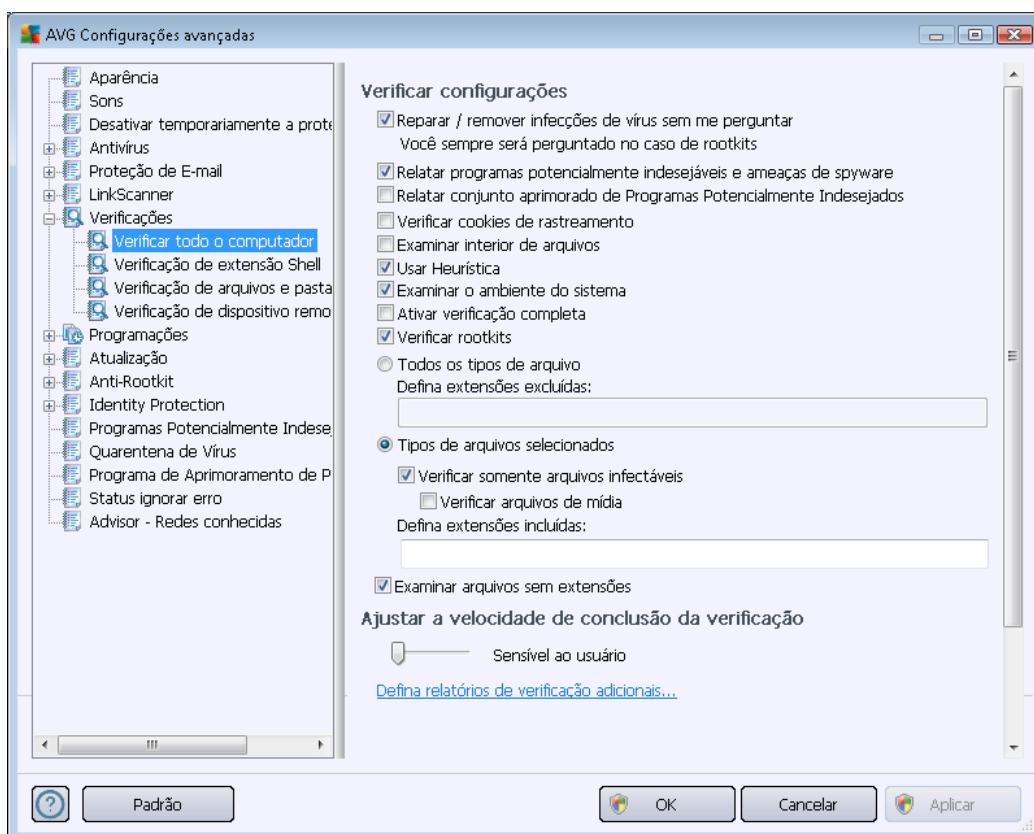 AVG Configurações avançadas
Aparência
Sons
Desativar temporariamente a prote
Antivírus
Proteção de E-mail
LinkScanner
Verificações
Verificar todo o computador
Verificação de extensão Shell
Verificação de arquivos e pasta
Verificação de dispositivo remo
Programações
Atualização
Anti-Rootkit
Identity Protection
Programas Potencialmente Indesej
Quarentena de Vírus
Programa de Aprimoramento de P
Status ignorar erro
Advisor - Redes conhecidas
Verificar configurações
Reparar / remover infecções de vírus sem me perguntar
Você sempre será perguntado no caso de rootkits
Relatar programas potencialmente indesejáveis e ameaças de spyware
Relatar conjunto aprimorado de Programas Potencialmente Indesejados
Verificar cookies de rastreamento
Examinar interior de arquivos
Usar Heurística
Examinar o ambiente do sistema
Ativar verificação completa
Verificar rootkits
Todos os tipos de arquivo
Defina extensões excluídas:
Tipos de arquivos selecionados
Verificar somente arquivos infectáveis
Verificar arquivos de mídia
Defina extensões incluídas:
Examinar arquivos sem extensões
Ajustar a velocidade de conclusão da verificação
Sensível ao usuário
Defina relatórios de verificação adicionais...
Padrão
OK
Cancelar
Aplicar